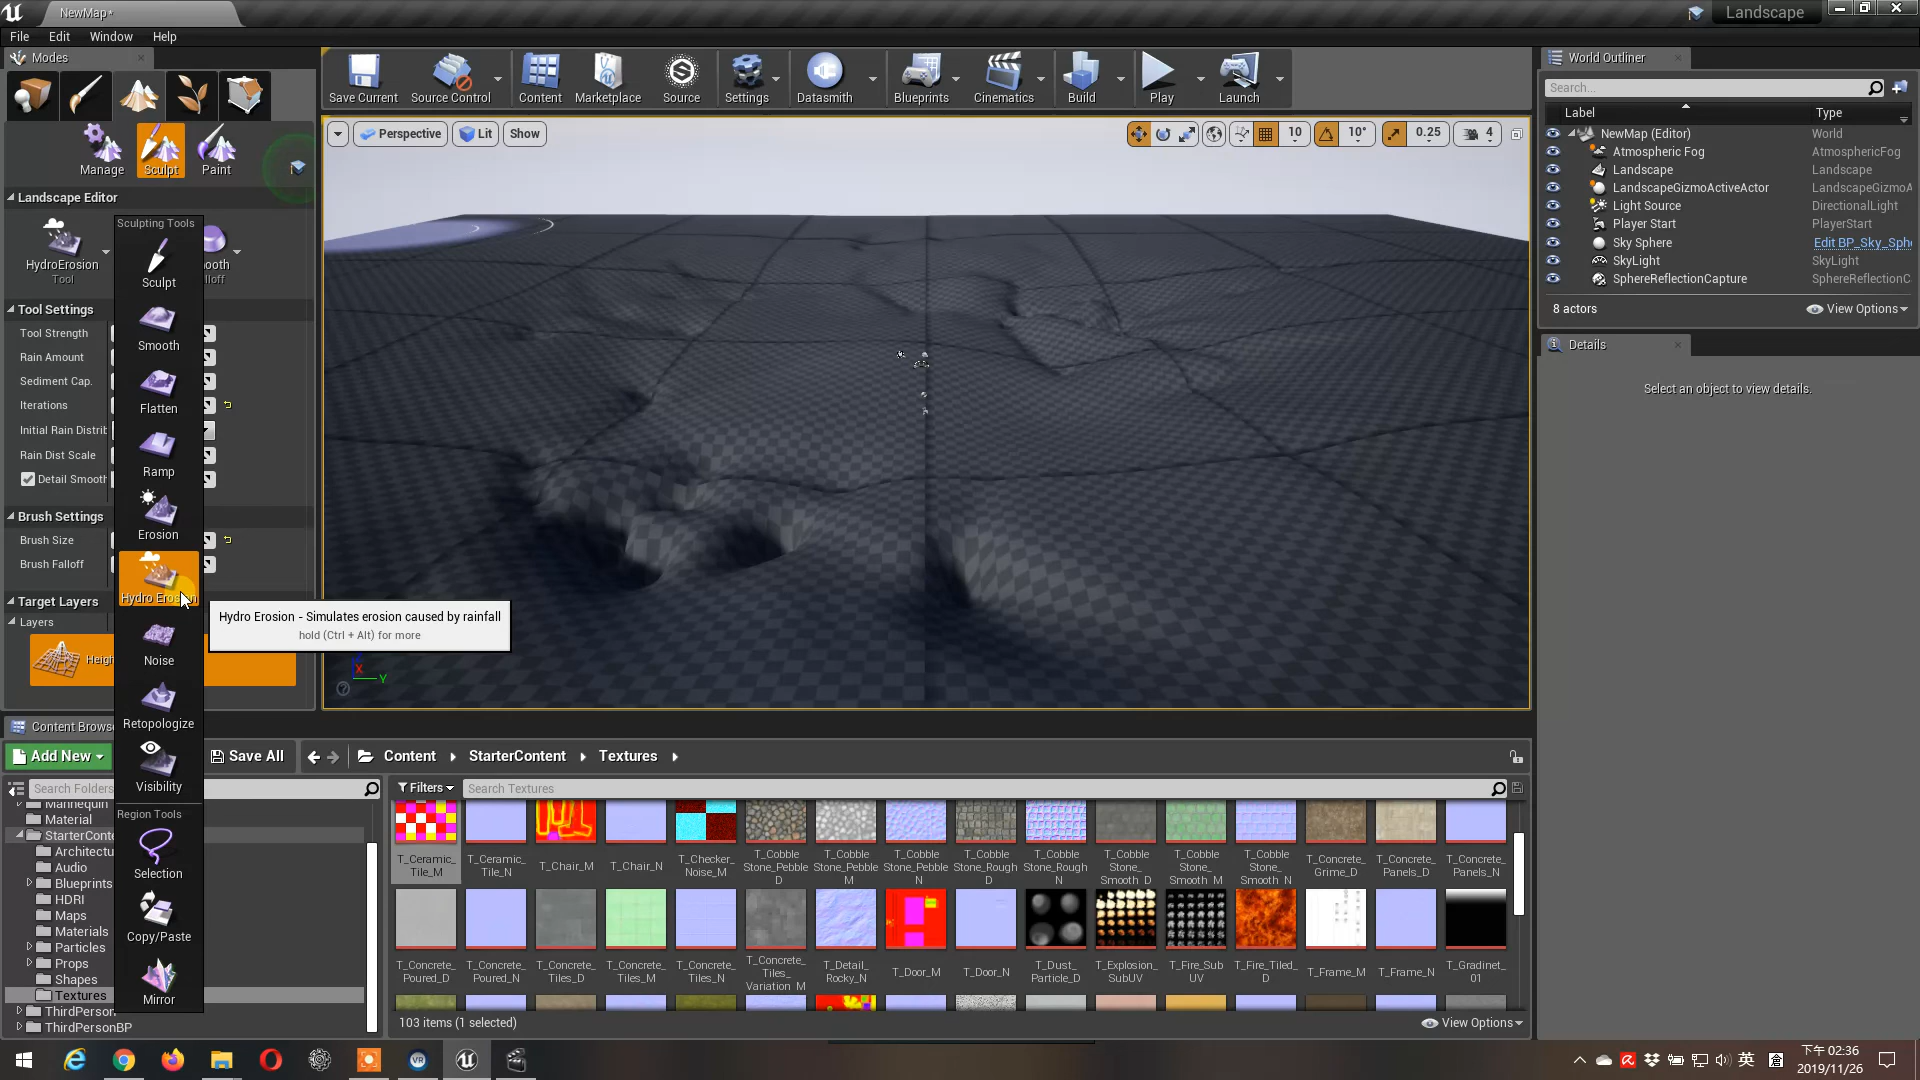 NewMap*
Landscape
File Edit Window Help
Modes
Manage Sculpt Paint
Landscape Editor
HydroErosion
Tool
Tool Settings
Tool Strength
Rain Amount
Sediment Cap.
Iterations
Initial Rain Distrib
Rain Dist Scale
Detail Smooth
Brush Settings
Brush Size
Brush Falloff
Target Layers
Layers
Sculpting Tools
Sculpt
Smooth
Flatten
Ramp
Erosion
Hydro Erosion
Noise
Retopologize
Visibility
Region Tools
Selection
Copy/Paste
Mirror
Hydro Erosion - Simulates erosion caused by rainfall
hold (Ctrl + Alt) for more
Save Current Source Control Content Marketplace Source Settings Datasmith Blueprints Cinematics Build Play Launch
Perspective Lit Show
10 10° 0.25 4
X Y
World Outliner
Search...
Label Type
NewMap (Editor) World
Atmospheric Fog AtmosphericFog
Landscape Landscape
LandscapeGizmoActiveActor LandscapeGizmoA
Light Source DirectionalLight
Player Start PlayerStart
Sky Sphere Edit BP_Sky_Sph
SkyLight SkyLight
SphereReflectionCapture SphereReflectionC
8 actors View Options
Details
Select an object to view details.
Content Brows
Add New Save All Content StarterContent Textures
Search Folders
Mannequin
Material
StarterConte
Architectu
Audio
Blueprints
HDRI
Maps
Materials
Particles
Props
Shapes
Textures
ThirdPerson
ThirdPersonBP
Filters Search Textures
T_Ceramic_Tile_M
T_Ceramic_Tile_N
T_Chair_M
T_Chair_N
T_Checker_Noise_M
T_Cobble Stone_Pebble D
T_Cobble Stone_Pebble M
T_Cobble Stone_Pebble N
T_Cobble Stone_Rough D
T_Cobble Stone_Rough N
T_Cobble Stone_Smooth_D
T_Cobble Stone_Smooth_M
T_Cobble Stone_Smooth_N
T_Concrete_Grime_D
T_Concrete_Panels_D
T_Concrete_Panels_N
T_Concrete_Poured_D
T_Concrete_Poured_N
T_Concrete_Tiles_D
T_Concrete_Tiles_M
T_Concrete_Tiles_N
T_Concrete_Tiles_Variation_M
T_Detail_Rocky_N
T_Door_M
T_Door_N
T_Dust_Particle_D
T_Explosion_SubUV
T_Fire_Sub UV
T_Fire_Tiled_D
T_Frame_M
T_Frame_N
T_Gradinet_01
103 items (1 selected) View Options
英
下午 02:36
2019/11/26